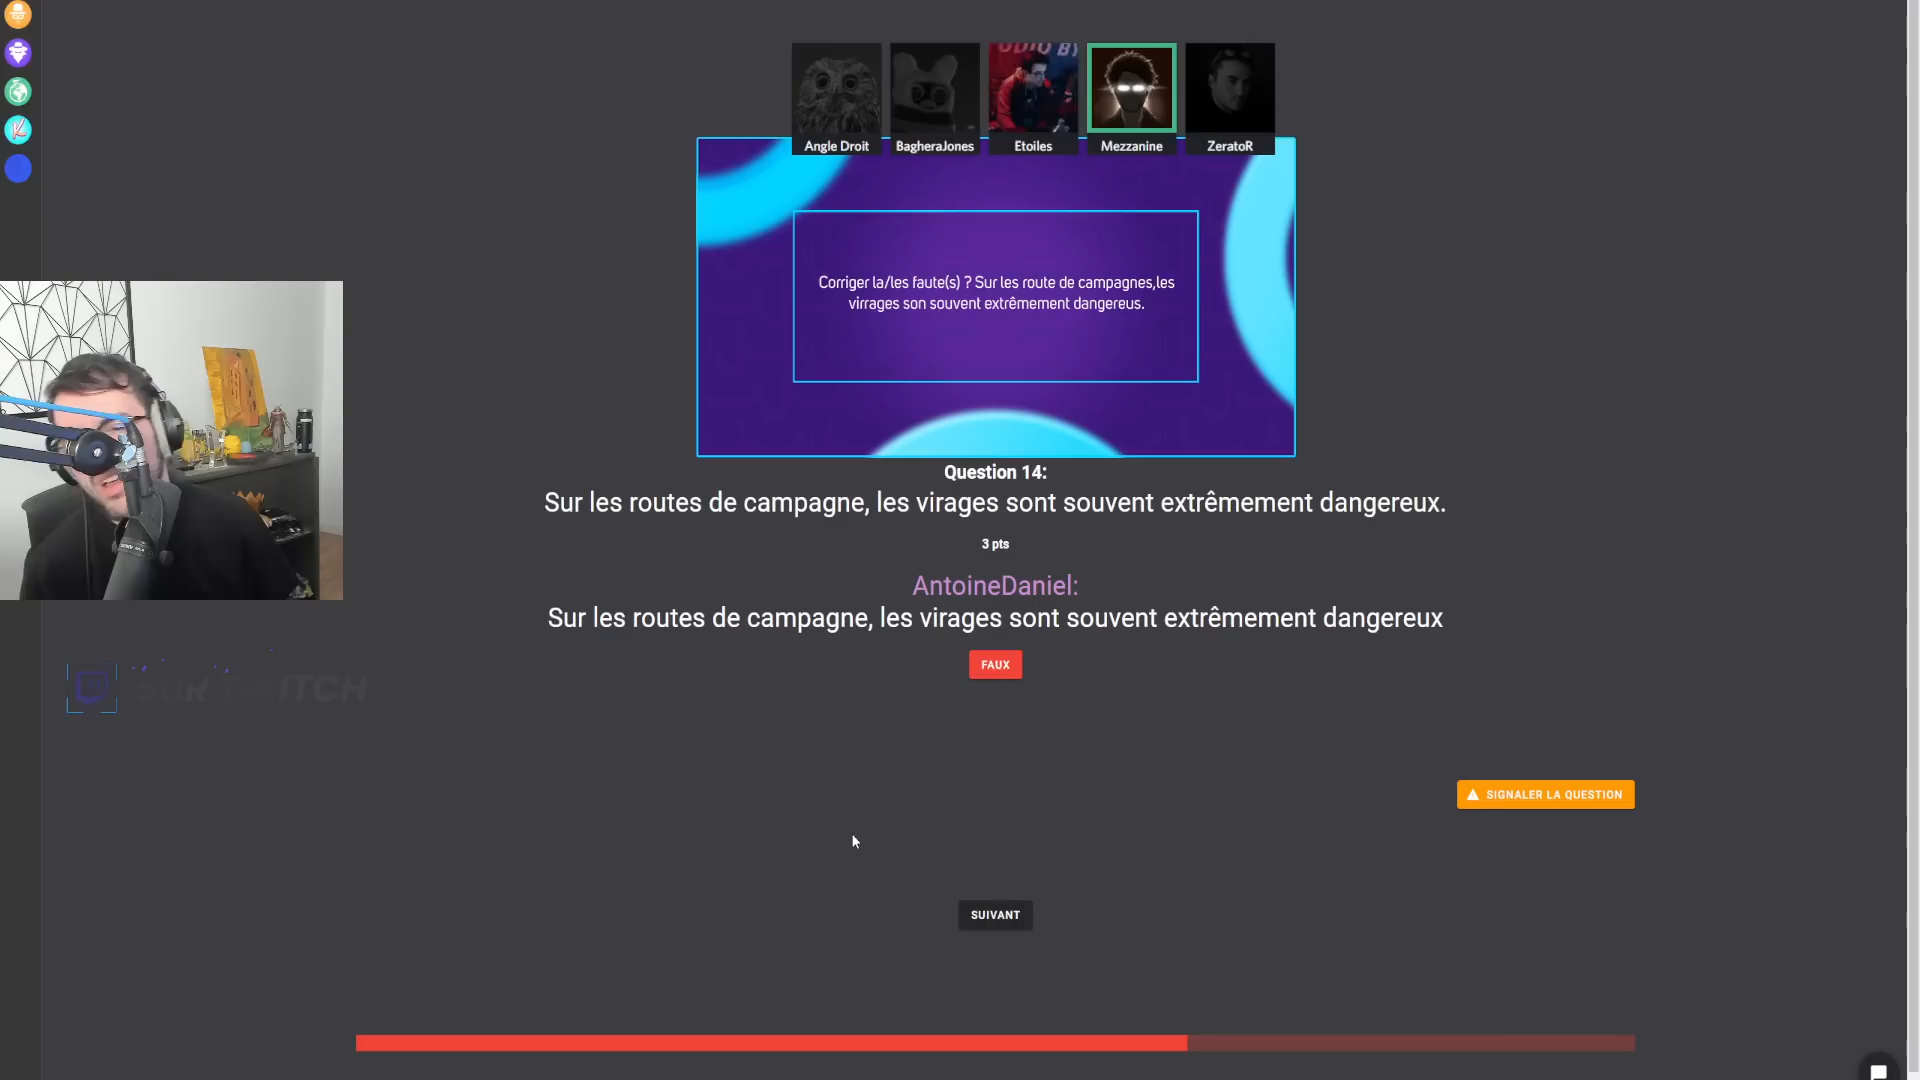 Angle Droit
BagheraJones
Etoiles
Mezzanine
ZeratoR
Corriger la/les faute(s) ? Sur les route de campagnes,les
virrages son souvent extrêmement dangereus.
Question 14:
Sur les routes de campagne, les virages sont souvent extrêmement dangereux.
3 pts
AntoineDaniel:
Sur les routes de campagne, les virages sont souvent extrêmement dangereux
FAUX
SUR TWITCH
SIGNALER LA QUESTION
SUIVANT